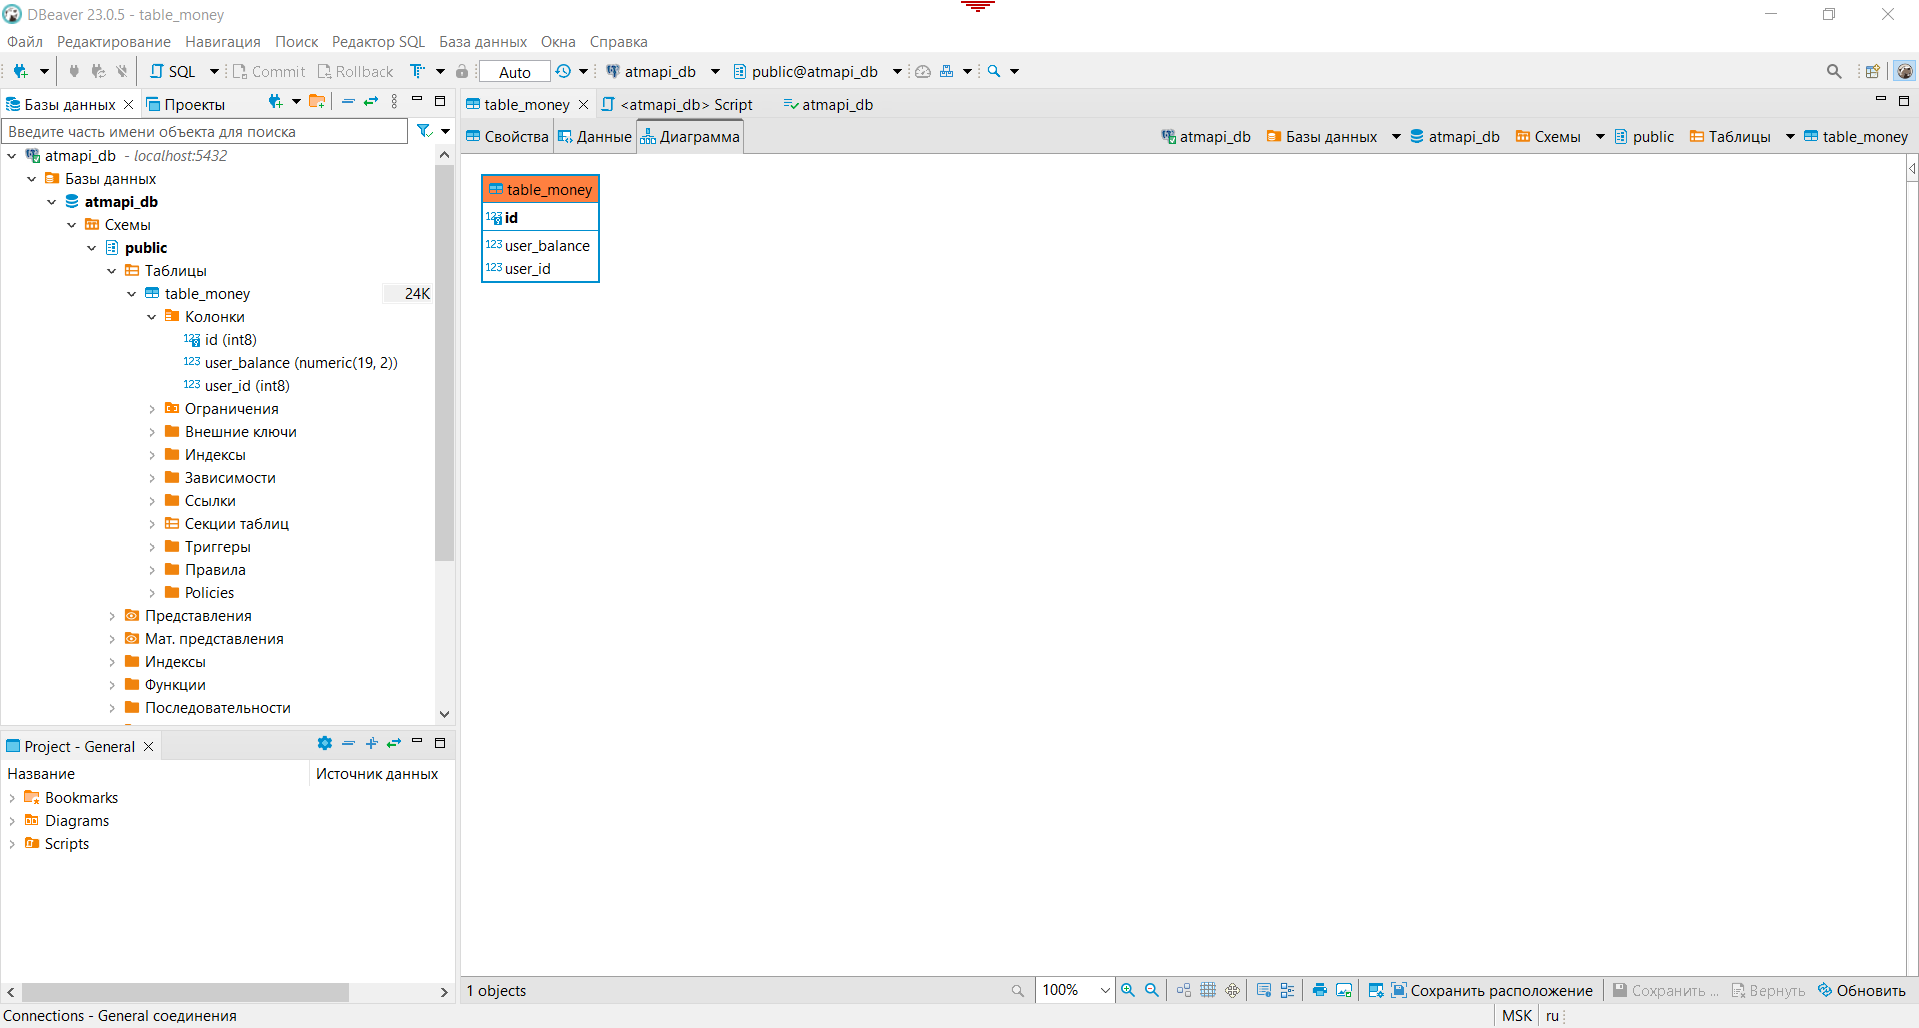 DBeaver 23.0.5 - table_money
Файл Редактирование Навигация Поиск Редактор SQL База данных Окна Справка
SQL Commit Rollback Auto atmapi_db public@atmapi_db
Базы данных Проекты
Введите часть имени объекта для поиска
atmapi_db - localhost:5432
Базы данных
atmapi_db
Схемы
public
Таблицы
table_money 24K
Колонки
id (int8)
user_balance (numeric(19, 2))
user_id (int8)
Ограничения
Внешние ключи
Индексы
Зависимости
Ссылки
Секции таблиц
Триггеры
Правила
Policies
Представления
Мат. представления
Индексы
Функции
Последовательности
Project - General
Название Источник данных
Bookmarks
Diagrams
Scripts
table_money <atmapi_db> Script atmapi_db
Свойства Данные Диаграмма atmapi_db Базы данных atmapi_db Схемы public Таблицы table_money
table_money
123 id
123 user_balance
123 user_id
1 objects 100% Сохранить расположение Сохранить ... Вернуть Обновить
Connections - General соединения MSK ru